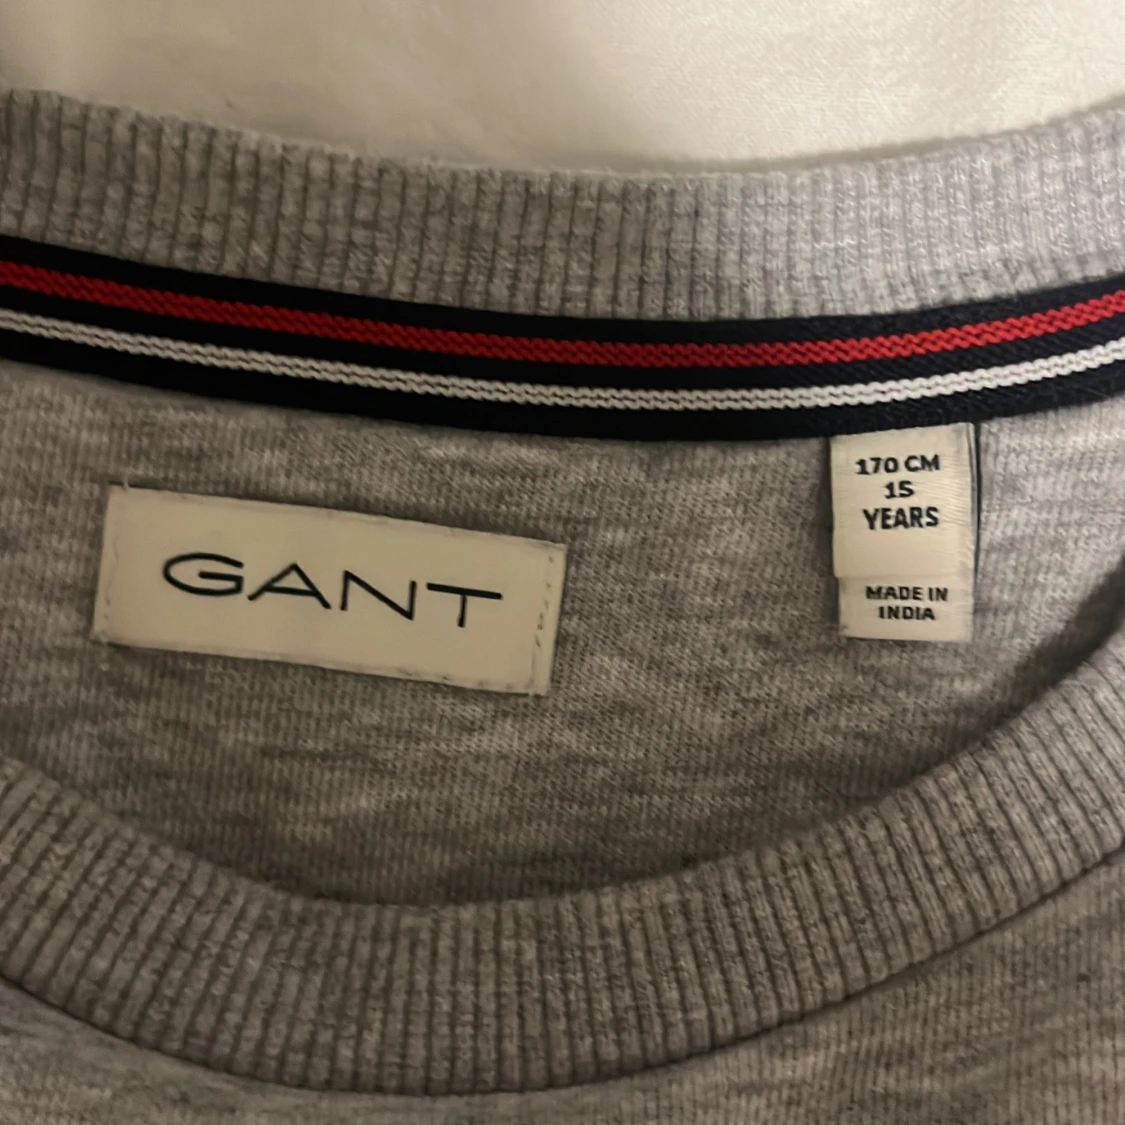 GANT
170 CM
15
YEARS
MADE IN
INDIA